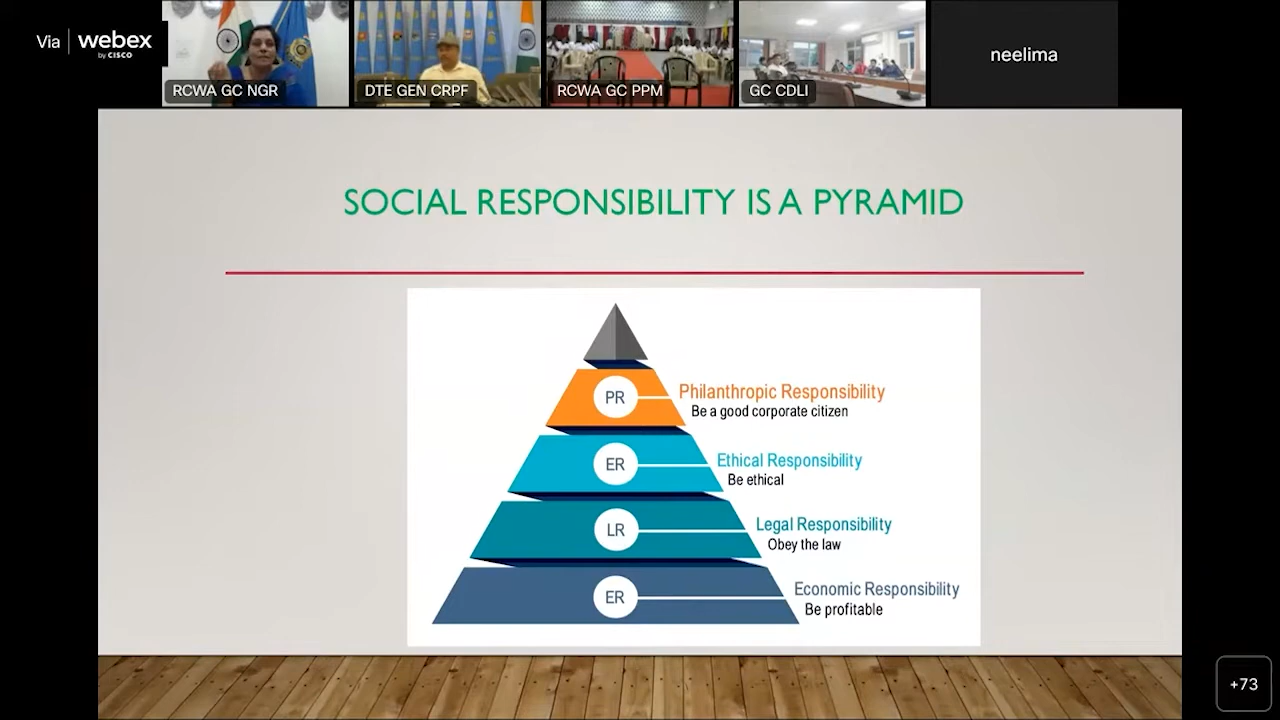 Via webex
by CISCO
RCWA GC NGR
DTE GEN CRPF
RCWA GC PPM
GC CDLI
neelima
SOCIAL RESPONSIBILITY IS A PYRAMID
PR
Philanthropic Responsibility
Be a good corporate citizen
ER
Ethical Responsibility
Be ethical
LR
Legal Responsibility
Obey the law
ER
Economic Responsibility
Be profitable
+73